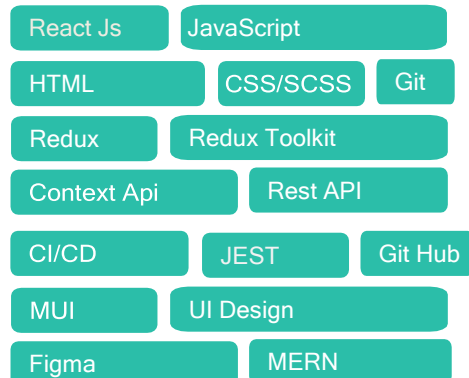 React Js JavaScript
HTML CSS/SCSS Git
Redux Redux Toolkit
Context Api Rest API
CI/CD JEST Git Hub
MUI UI Design
Figma MERN